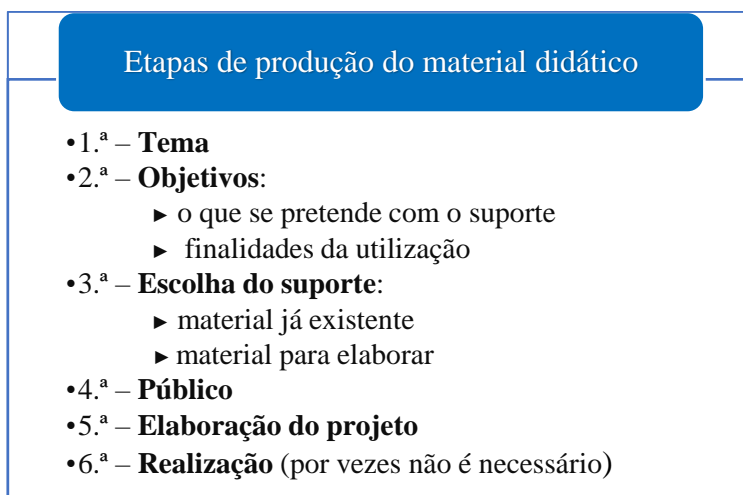 Etapas de produção do material didático
•1.ª – Tema
•2.ª – Objetivos:
► o que se pretende com o suporte
► finalidades da utilização
•3.ª – Escolha do suporte:
► material já existente
► material para elaborar
•4.ª – Público
•5.ª – Elaboração do projeto
•6.ª – Realização (por vezes não é necessário)